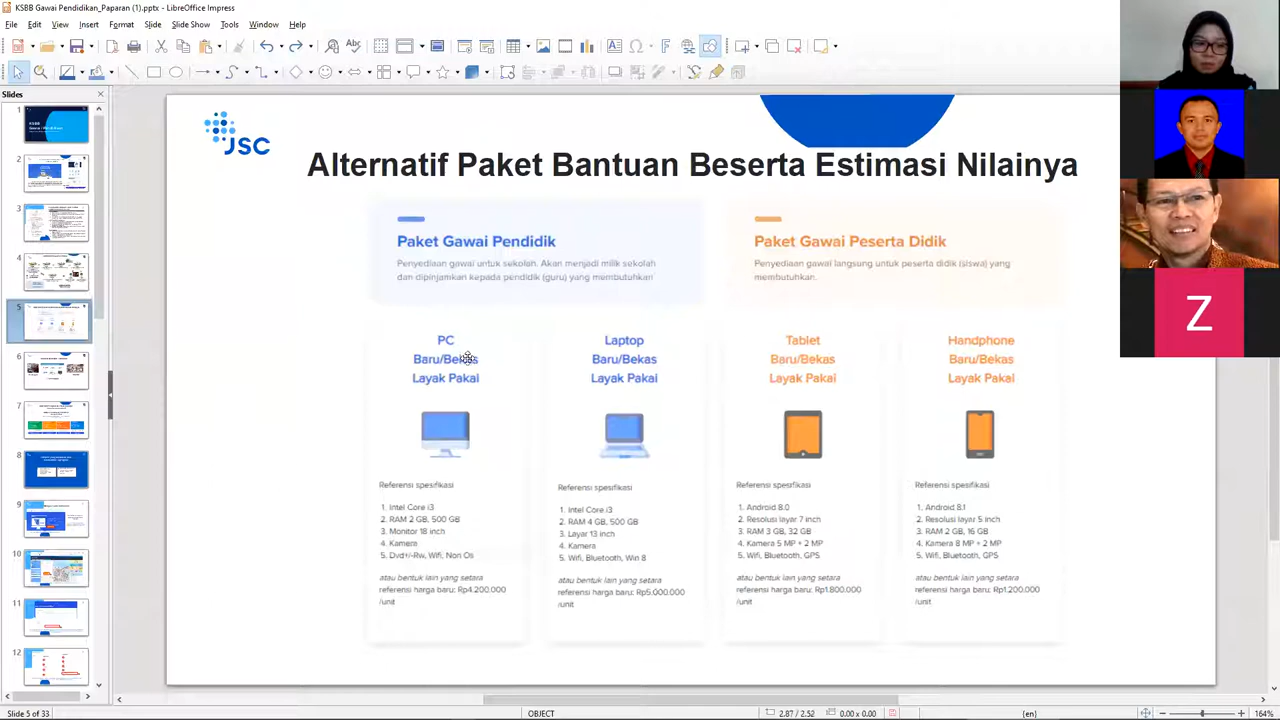 KSBB Gawai Pendidikan_Paparan (1).pptx - LibreOffice Impress
File Edit View Insert Format Slide Slide Show Tools Window Help
Slides
1
2
3
4
5
6
7
8
9
10
11
12
JSC
Alternatif Paket Bantuan Beserta Estimasi Nilainya
Paket Gawai Pendidik
Penyediaan gawai untuk sekolah. Akan menjadi milik sekolah
dan dipinjamkan kepada pendidik (guru) yang membutuhkan
Paket Gawai Peserta Didik
Penyediaan gawai langsung untuk peserta didik (siswa) yang
membutuhkan.
PC
Baru/Bekas
Layak Pakai
Referensi spesifikasi
1. Intel Core i3
2. RAM 2 GB, 500 GB
3. Monitor 18 inch
4. Kamera
5. Dvd+/-Rw, Wifi, Non Os
atau bentuk lain yang setara
referensi harga baru: Rp4.200.000
/unit
Laptop
Baru/Bekas
Layak Pakai
Referensi spesifikasi
1. Intel Core i3
2. RAM 4 GB, 500 GB
3. Layar 13 inch
4. Kamera
5. Wifi, Bluetooth, Win 8
atau bentuk lain yang setara
referensi harga baru: Rp5.000.000
/unit
Tablet
Baru/Bekas
Layak Pakai
Referensi spesifikasi
1. Android 8.0
2. Resolusi layar 7 inch
3. RAM 3 GB, 32 GB
4. Kamera 5 MP + 2 MP
5. Wifi, Bluetooth, GPS
atau bentuk lain yang setara
referensi harga baru: Rp1.800.000
/unit
Handphone
Baru/Bekas
Layak Pakai
Referensi spesifikasi
1. Android 8.1
2. Resolusi layar 5 inch
3. RAM 2 GB, 16 GB
4. Kamera 8 MP + 2 MP
5. Wifi, Bluetooth, GPS
atau bentuk lain yang setara
referensi harga baru: Rp1.200.000
/unit
Z
Slide 5 of 33 OBJECT 2.87 / 2.52 0.00 x 0.00 (en) 164%